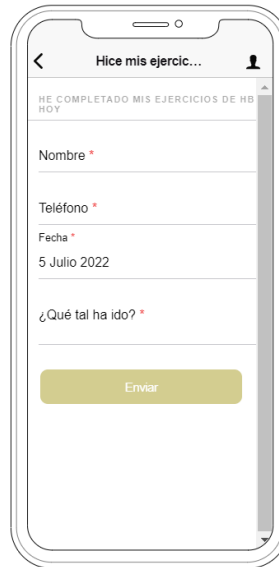 Hice mis ejercic...
HE COMPLETADO MIS EJERCICIOS DE HB
HOY
Nombre *
Teléfono *
Fecha *
5 Julio 2022
¿Qué tal ha ido? *
Enviar